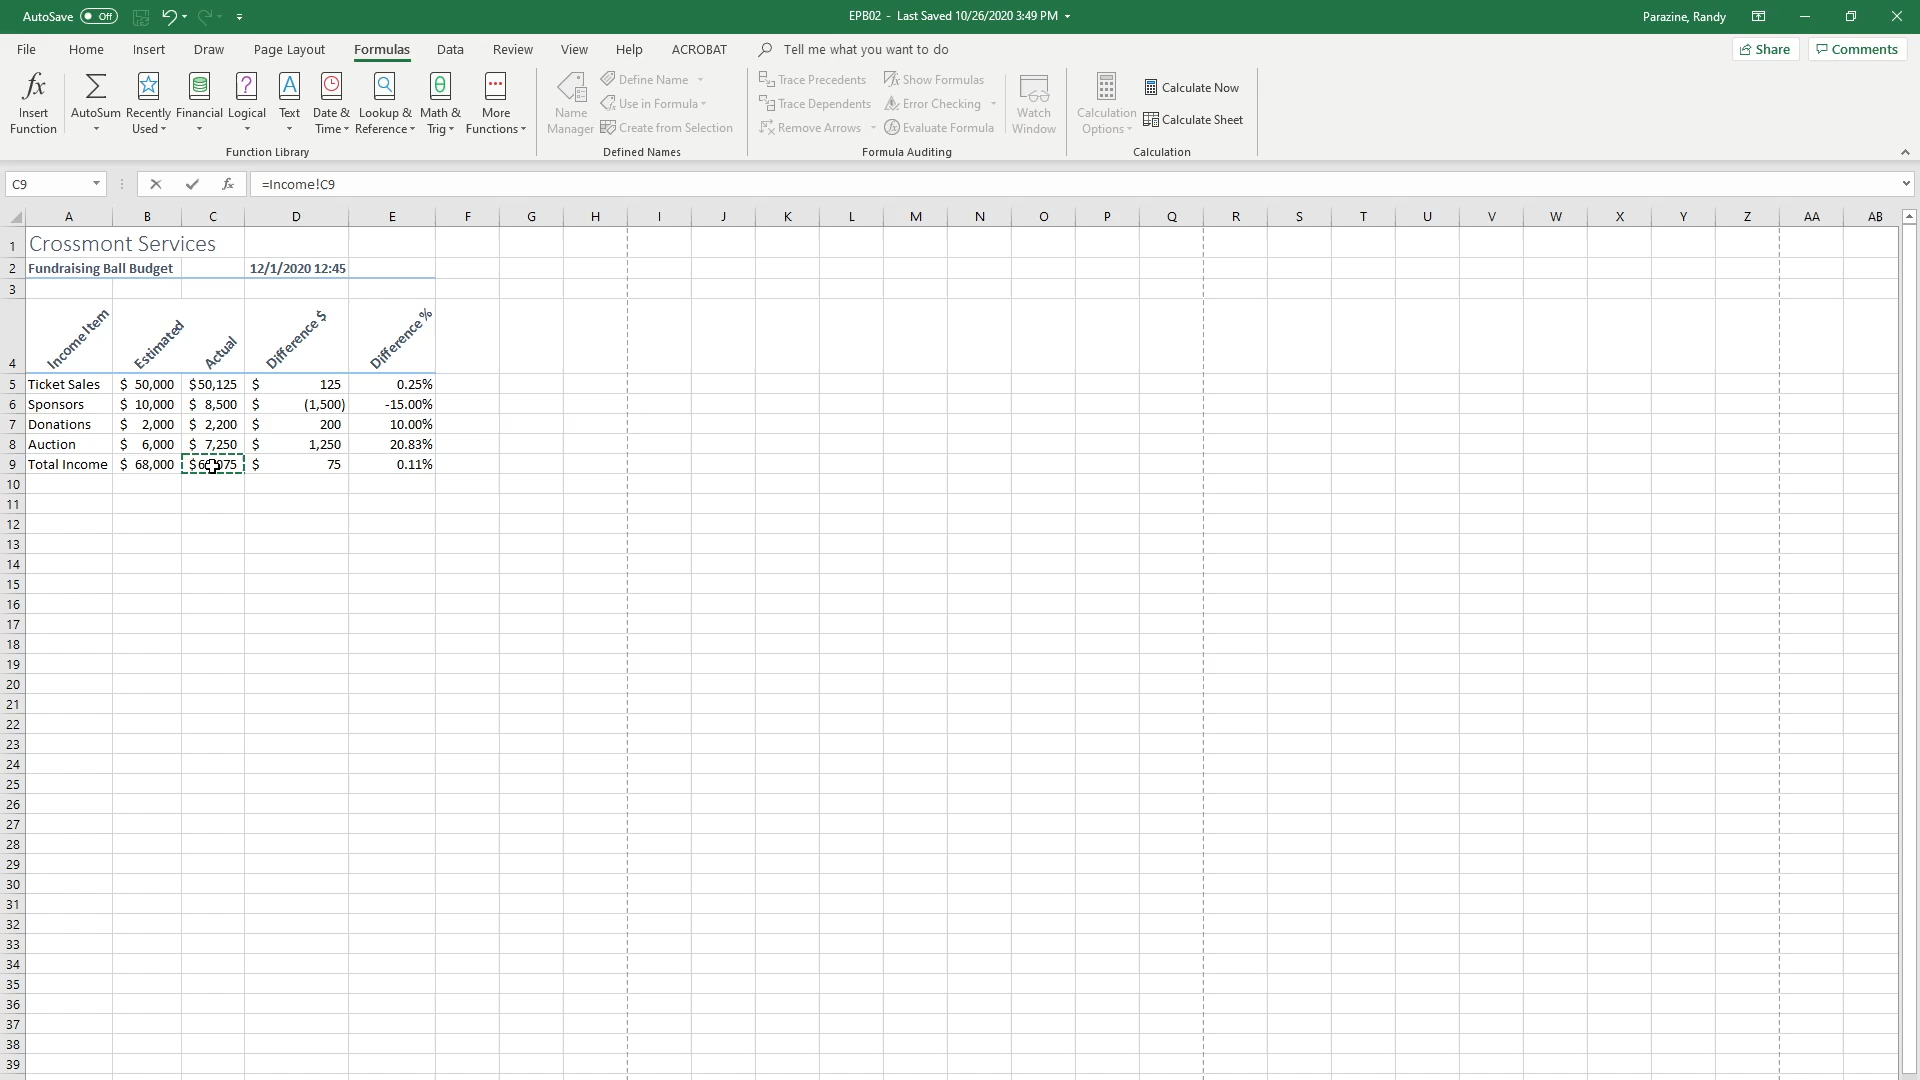 AutoSave Off EPB02 - Last Saved 10/26/2020 3:49 PM Parazine, Randy
File Home Insert Draw Page Layout Formulas Data Review View Help ACROBAT Tell me what you want to do Share Comments
Insert Function AutoSum Recently Used Financial Logical Text Date & Time Lookup & Reference Math & Trig More Functions
Function Library
Name Manager Define Name
Use in Formula
Create from Selection
Defined Names
Trace Precedents Show Formulas
Trace Dependents Error Checking
Remove Arrows Evaluate Formula
Watch Window
Formula Auditing
Calculation Options Calculate Now
Calculate Sheet
Calculation
C9 fx =Income!C9
A B C D E F G H I J K L M N O P Q R S T U V W X Y Z AA AB
1 Crossmont Services
2 Fundraising Ball Budget 12/1/2020 12:45
3
4 Income Item Estimated Actual Difference $ Difference %
5 Ticket Sales $ 50,000 $50,125 $ 125 0.25%
6 Sponsors $ 10,000 $ 8,500 $ (1,500) -15.00%
7 Donations $ 2,000 $ 2,200 $ 200 10.00%
8 Auction $ 6,000 $ 7,250 $ 1,250 20.83%
9 Total Income $ 68,000 $ 75 0.11%
10
11
12
13
14
15
16
17
18
19
20
21
22
23
24
25
26
27
28
29
30
31
32
33
34
35
36
37
38
39